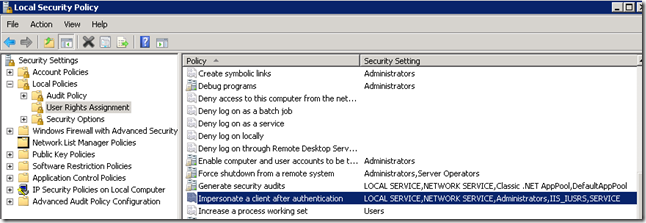 Local Security Policy
File Action View Help
Security Settings
Account Policies
Local Policies
Audit Policy
User Rights Assignment
Security Options
Windows Firewall with Advanced Security
Network List Manager Policies
Public Key Policies
Software Restriction Policies
Application Control Policies
IP Security Policies on Local Computer
Advanced Audit Policy Configuration
Policy Security Setting
Create symbolic links Administrators
Debug programs Administrators
Deny access to this computer from the net...
Deny log on as a batch job
Deny log on as a service
Deny log on locally
Deny log on through Remote Desktop Serv...
Enable computer and user accounts to be t... Administrators
Force shutdown from a remote system Administrators,Server Operators
Generate security audits LOCAL SERVICE,NETWORK SERVICE,Classic .NET AppPool,DefaultAppPool
Impersonate a client after authentication LOCAL SERVICE,NETWORK SERVICE,Administrators,IIS_IUSRS,SERVICE
Increase a process working set Users